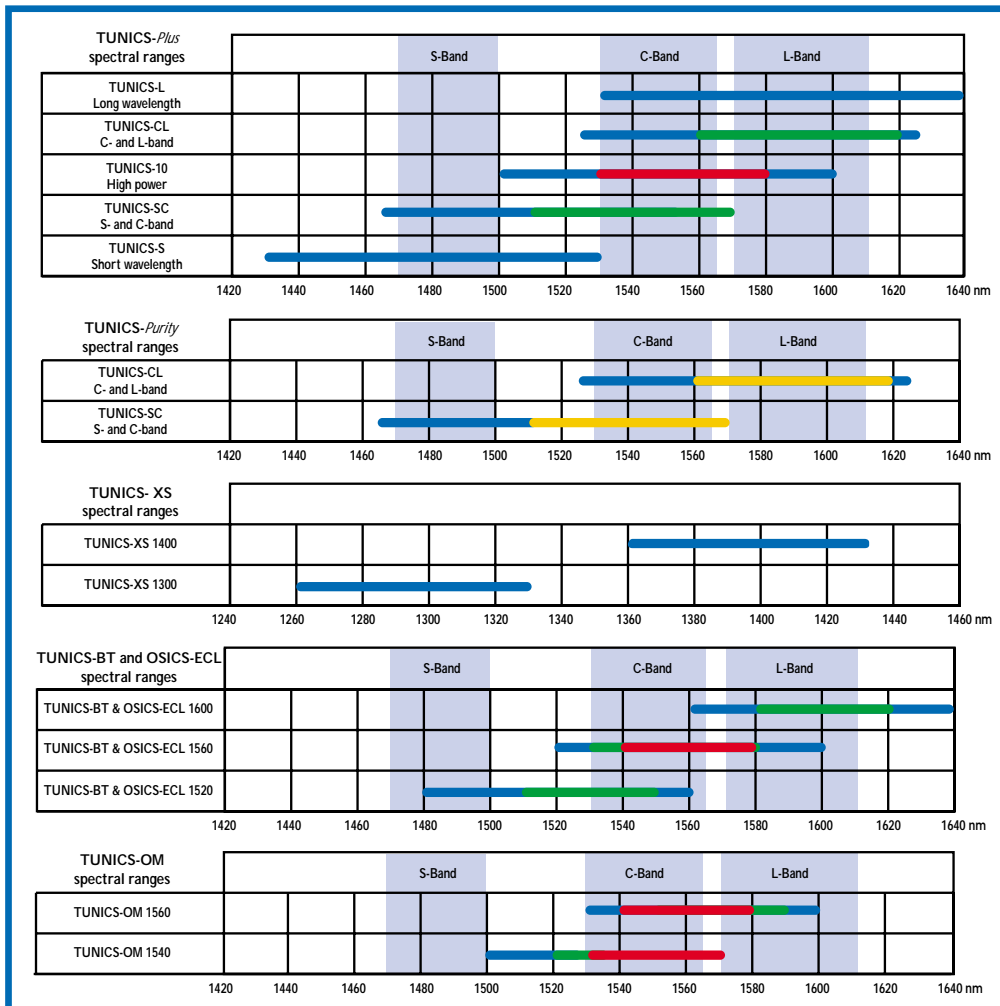 TUNICS-Plus
spectral ranges
S-Band
C-Band
L-Band
TUNICS-L
Long wavelength
TUNICS-CL
C- and L-band
TUNICS-10
High power
TUNICS-SC
S- and C-band
TUNICS-S
Short wavelength
1420 1440 1460 1480 1500 1520 1540 1560 1580 1600 1620 1640 nm
TUNICS-Purity
spectral ranges
S-Band
C-Band
L-Band
TUNICS-CL
C- and L-band
TUNICS-SC
S- and C-band
1420 1440 1460 1480 1500 1520 1540 1560 1580 1600 1620 1640 nm
TUNICS- XS
spectral ranges
TUNICS-XS 1400
TUNICS-XS 1300
1240 1260 1280 1300 1320 1340 1360 1380 1400 1420 1440 1460 nm
TUNICS-BT and OSICS-ECL
spectral ranges
S-Band
C-Band
L-Band
TUNICS-BT & OSICS-ECL 1600
TUNICS-BT & OSICS-ECL 1560
TUNICS-BT & OSICS-ECL 1520
1420 1440 1460 1480 1500 1520 1540 1560 1580 1600 1620 1640 nm
TUNICS-OM
spectral ranges
S-Band
C-Band
L-Band
TUNICS-OM 1560
TUNICS-OM 1540
1420 1440 1460 1480 1500 1520 1540 1560 1580 1600 1620 1640 nm